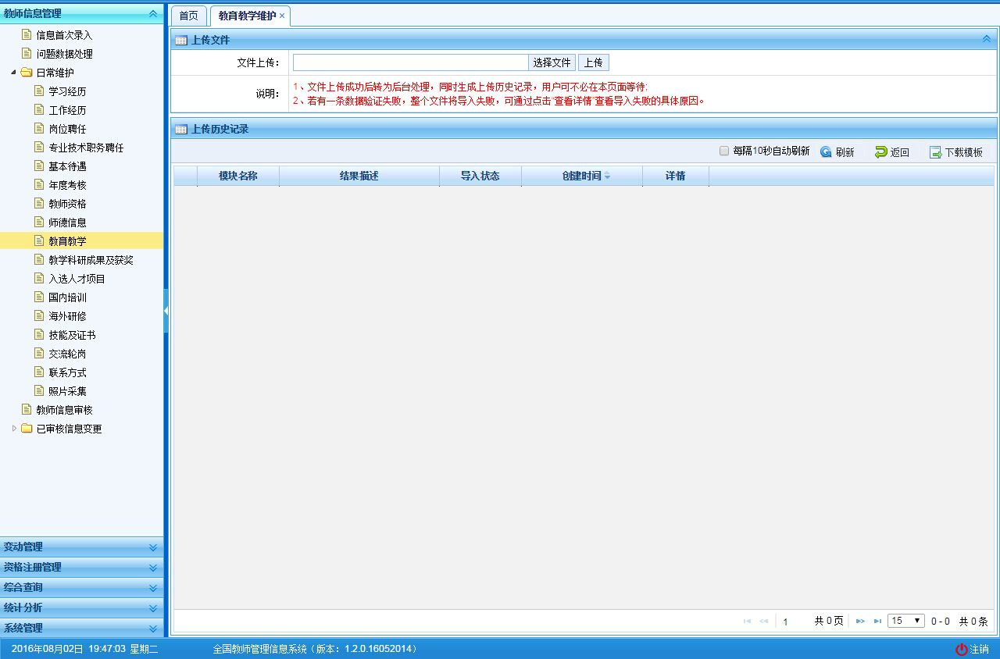 教师信息管理
信息首次录入
问题数据处理
日常维护
学习经历
工作经历
岗位聘任
专业技术职务聘任
基本待遇
年度考核
教师资格
师德信息
教育教学
教学科研成果及获奖
入选人才项目
国内培训
海外研修
技能及证书
交流轮岗
联系方式
照片采集
教师信息审核
已审核信息变更
变动管理
资格注册管理
综合查询
统计分析
系统管理
首页 教育教学维护 ×
上传文件
文件上传： 选择文件 上传
说明：
1、文件上传成功后转为后台处理，同时生成上传历史记录，用户可不必在本页面等待;
2、若有一条数据验证失败，整个文件将导入失败，可通过点击“查看详情”查看导入失败的具体原因。
上传历史记录
每隔10秒自动刷新 刷新 返回 下载模板
模块名称 结果描述 导入状态 创建时间 详情
1 共 0 页 15 0 - 0 共 0 条
2016年08月02日 19:47:03 星期二 全国教师管理信息系统（版本：1.2.0.16052014） 注销